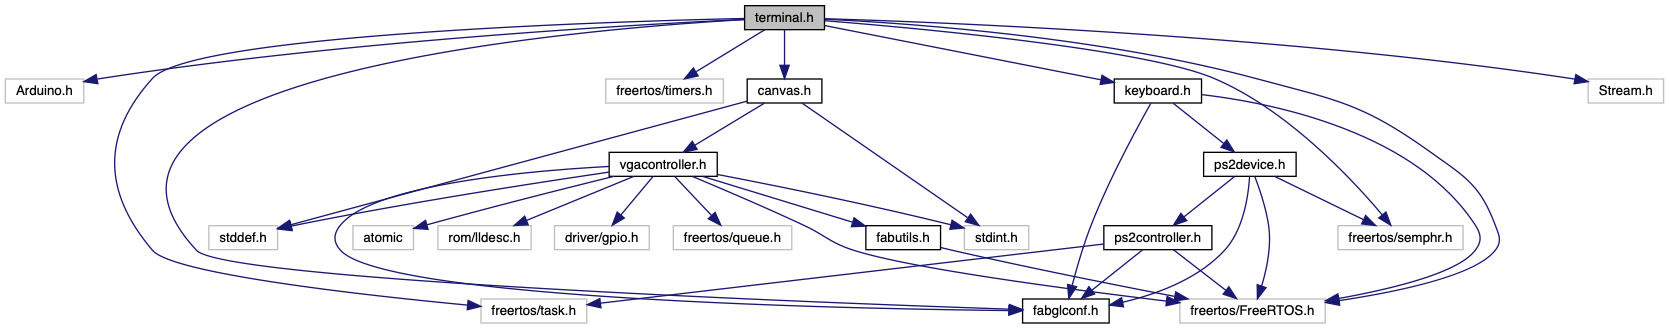 terminal.h
Arduino.h
freertos/timers.h
canvas.h
keyboard.h
Stream.h
vgacontroller.h
ps2device.h
stddef.h
atomic
rom/lldesc.h
driver/gpio.h
freertos/queue.h
fabutils.h
stdint.h
ps2controller.h
freertos/semphr.h
freertos/task.h
fabglconf.h
freertos/FreeRTOS.h